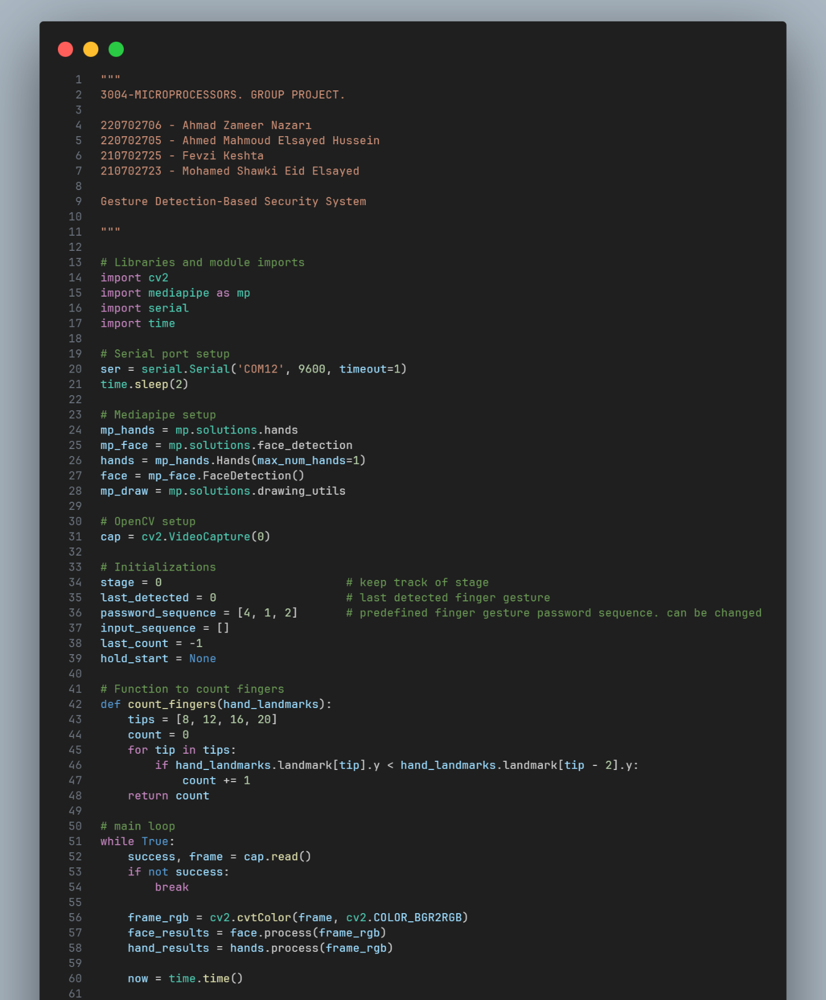 1 """
2 3004-MICROPROCESSORS. GROUP PROJECT.
3
4 220702706 - Ahmad Zameer Nazarı
5 220702705 - Ahmed Mahmoud Elsayed Hussein
6 210702725 - Fevzi Keshta
7 210702723 - Mohamed Shawki Eid Elsayed
8
9 Gesture Detection-Based Security System
10
11 """
12
13 # Libraries and module imports
14 import cv2
15 import mediapipe as mp
16 import serial
17 import time
18
19 # Serial port setup
20 ser = serial.Serial('COM12', 9600, timeout=1)
21 time.sleep(2)
22
23 # Mediapipe setup
24 mp_hands = mp.solutions.hands
25 mp_face = mp.solutions.face_detection
26 hands = mp_hands.Hands(max_num_hands=1)
27 face = mp_face.FaceDetection()
28 mp_draw = mp.solutions.drawing_utils
29
30 # OpenCV setup
31 cap = cv2.VideoCapture(0)
32
33 # Initializations
34 stage = 0                           # keep track of stage
35 last_detected = 0                   # last detected finger gesture
36 password_sequence = [4, 1, 2]       # predefined finger gesture password sequence. can be changed
37 input_sequence = []
38 last_count = -1
39 hold_start = None
40
41 # Function to count fingers
42 def count_fingers(hand_landmarks):
43     tips = [8, 12, 16, 20]
44     count = 0
45     for tip in tips:
46         if hand_landmarks.landmark[tip].y < hand_landmarks.landmark[tip - 2].y:
47             count += 1
48     return count
49
50 # main loop
51 while True:
52     success, frame = cap.read()
53     if not success:
54         break
55
56     frame_rgb = cv2.cvtColor(frame, cv2.COLOR_BGR2RGB)
57     face_results = face.process(frame_rgb)
58     hand_results = hands.process(frame_rgb)
59
60     now = time.time()
61